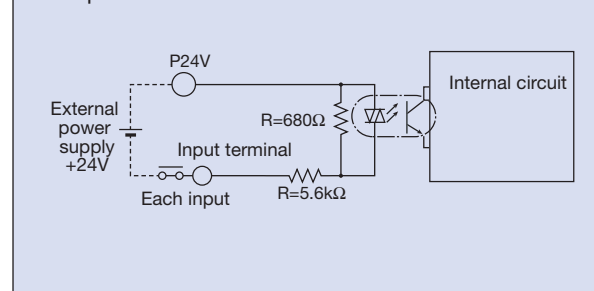 P24V
Internal circuit
External
power
supply
+24V
R=680Ω
Input terminal
Each input
R=5.6kΩ